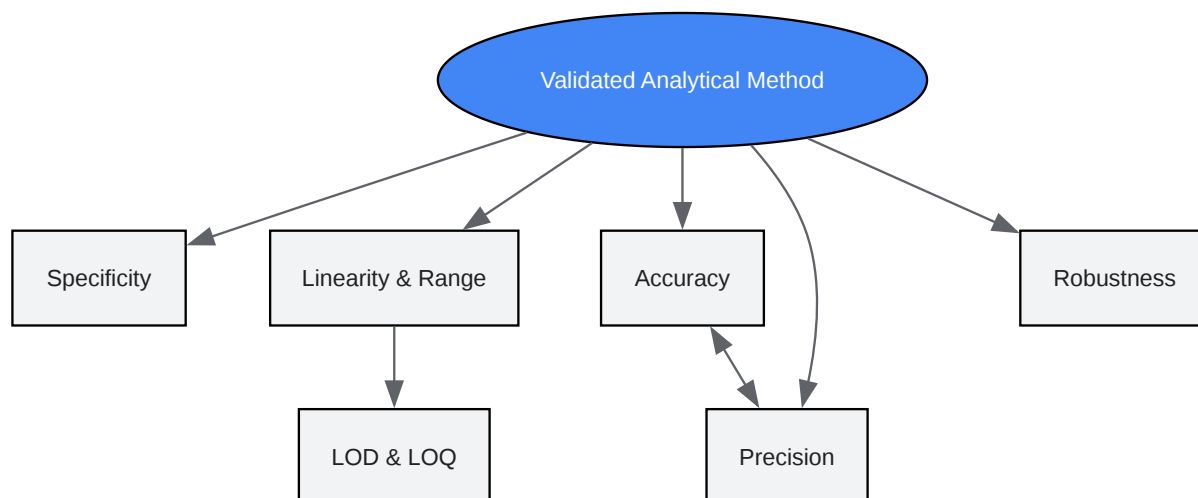 Validated Analytical Method
Specificity
Linearity & Range
Accuracy
Robustness
LOD & LOQ
Precision